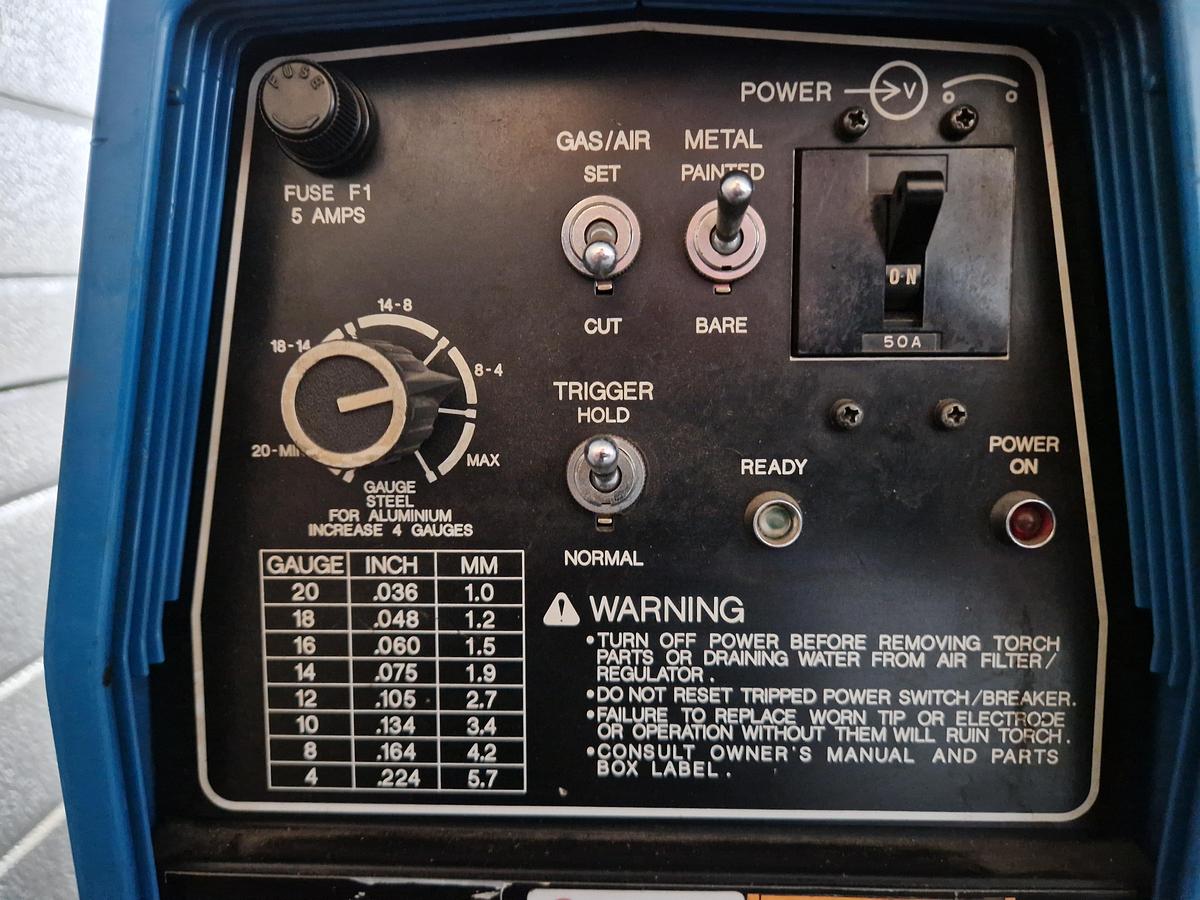 FUSE
POWER V
GAS/AIR METAL
SET PAINTED
FUSE F1
5 AMPS
ON
CUT BARE
50A
14-8
18-14
8-4
TRIGGER
HOLD
20-MIN
MAX
READY
POWER
ON
GAUGE
STEEL
FOR ALUMINIUM
INCREASE 4 GAUGES
NORMAL
GAUGE INCH MM
20 .036 1.0
18 .048 1.2
16 .060 1.5
14 .075 1.9
12 .105 2.7
10 .134 3.4
8 .164 4.2
4 .224 5.7
WARNING
•TURN OFF POWER BEFORE REMOVING TORCH
PARTS OR DRAINING WATER FROM AIR FILTER/
REGULATOR.
•DO NOT RESET TRIPPED POWER SWITCH/BREAKER.
•FAILURE TO REPLACE WORN TIP OR ELECTRODE
OR OPERATION WITHOUT THEM WILL RUIN TORCH.
•CONSULT OWNER'S MANUAL AND PARTS
BOX LABEL.